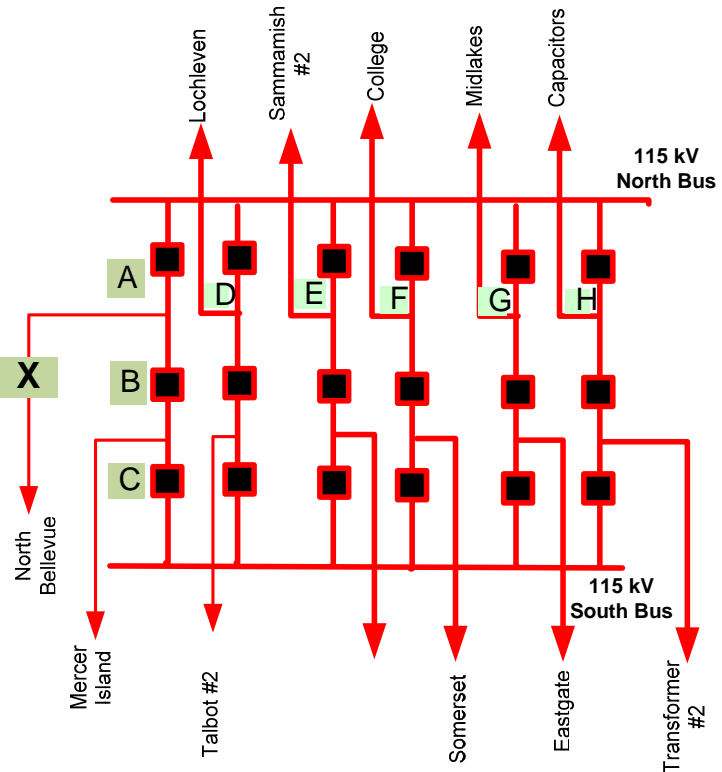 Lochleven
Sammamish
#2
College
Midlakes
Capacitors
115 kV
North Bus
A
D
E
F
G
H
X
B
C
North
Bellevue
115 kV
South Bus
Mercer
Island
Talbot #2
Somerset
Eastgate
Transformer
#2